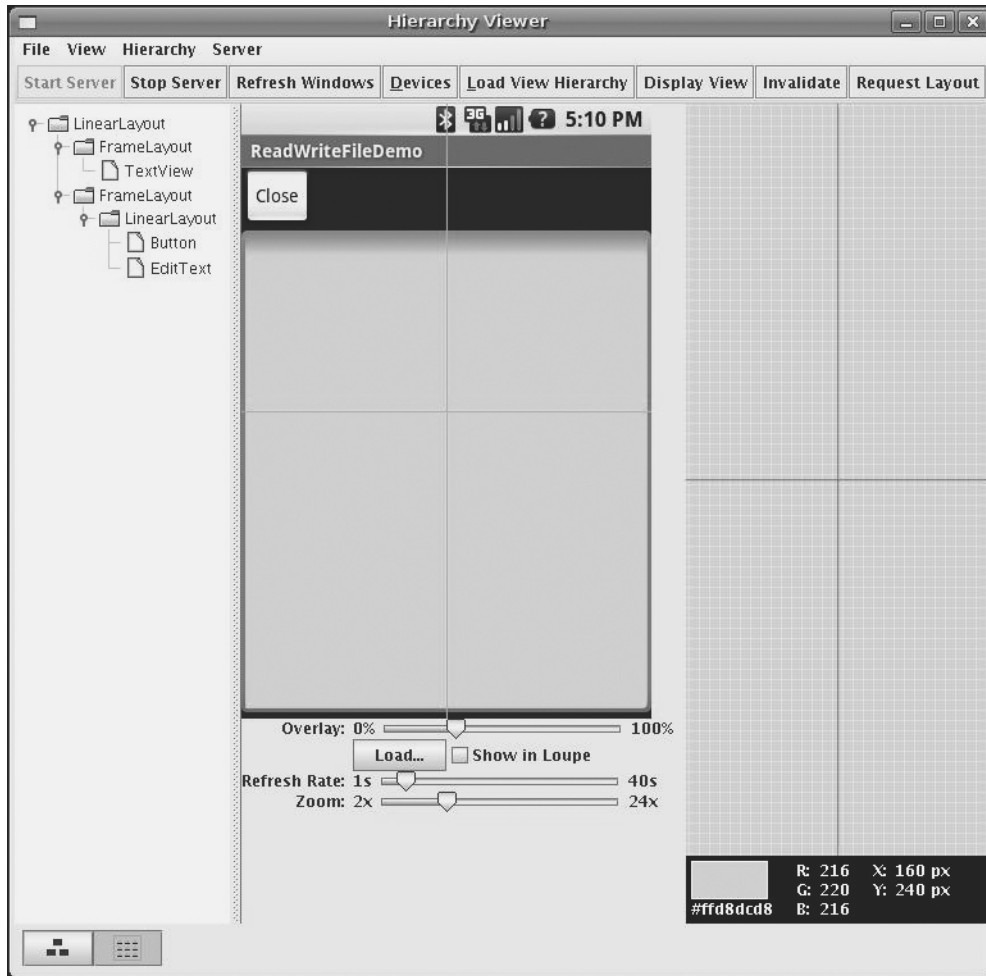 Hierarchy Viewer
File View Hierarchy Server
Start Server Stop Server Refresh Windows Devices Load View Hierarchy Display View Invalidate Request Layout
LinearLayout
FrameLayout
TextView
FrameLayout
LinearLayout
Button
EditText
3G 5:10 PM
ReadWriteFileDemo
Close
Overlay: 0% 100%
Load... Show in Loupe
Refresh Rate: 1s 40s
Zoom: 2x 24x
R: 216 X: 160 px
G: 220 Y: 240 px
#ffd8dcd8 B: 216